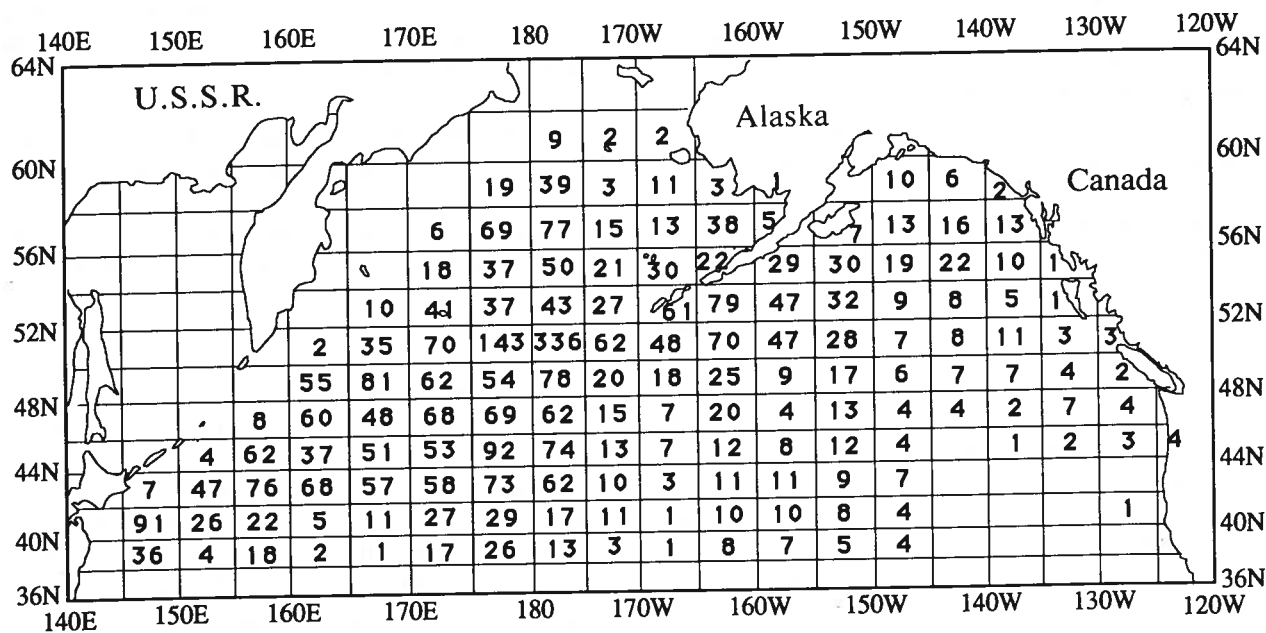 140E 150E 160E 170E 180 170W 160W 150W 140W 130W 120W
64N 64N
U.S.S.R. Alaska
9 2 2
60N 60N
19 39 3 11 3 1 10 6 2 Canada
6 69 77 15 13 38 5 7 13 16 13
56N 56N
18 37 50 21 30 22 29 30 19 22 10 1
10 41 37 43 27 61 79 47 32 9 8 5 1
52N 52N
2 35 70 143 336 62 48 70 47 28 7 8 11 3 3
55 81 62 54 78 20 18 25 9 17 6 7 7 4 2
48N 48N
8 60 48 68 69 62 15 7 20 4 13 4 4 2 7 4
4 62 37 51 53 92 74 13 7 12 8 12 4 1 2 3 4
44N 44N
7 47 76 68 57 58 73 62 10 3 11 11 9 7
91 26 22 5 11 27 29 17 11 1 10 10 8 4 1
40N 40N
36 4 18 2 1 17 26 13 3 1 8 7 5 4
36N 36N
140E 150E 160E 170E 180 170W 160W 150W 140W 130W 120W